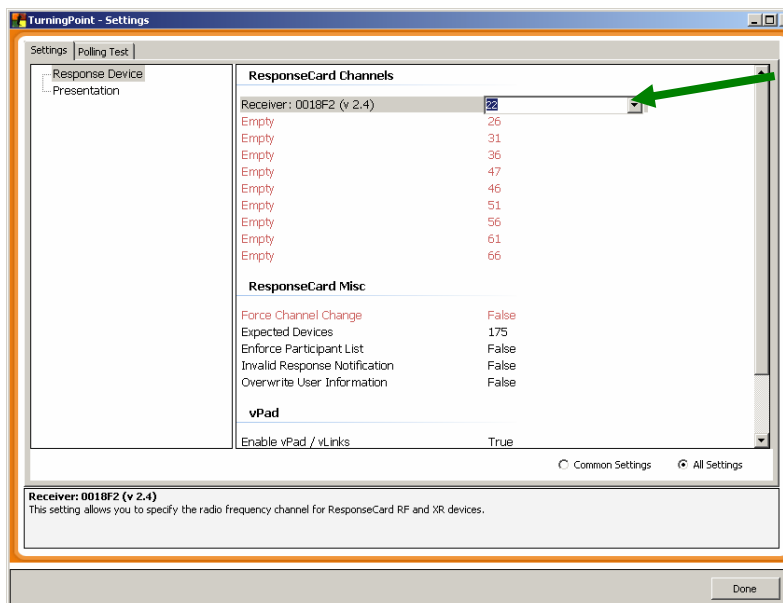 TurningPoint - Settings
Settings Polling Test
Response Device
Presentation
ResponseCard Channels
Receiver: 0018F2 (v 2.4) 22
Empty 26
Empty 31
Empty 36
Empty 47
Empty 46
Empty 51
Empty 56
Empty 61
Empty 66
ResponseCard Misc
Force Channel Change False
Expected Devices 175
Enforce Participant List False
Invalid Response Notification False
Overwrite User Information False
vPad
Enable vPad / vLinks True
Common Settings All Settings
Receiver: 0018F2 (v 2.4)
This setting allows you to specify the radio frequency channel for ResponseCard RF and XR devices.
Done